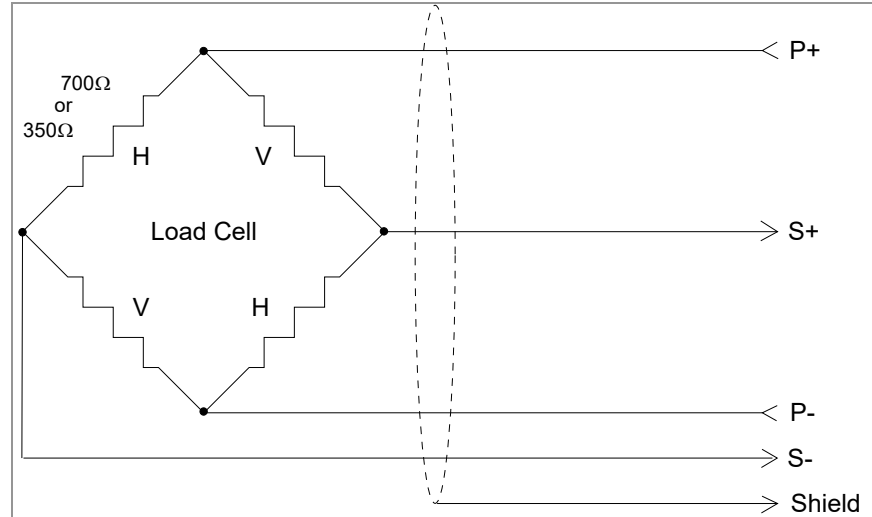 P+
700Ω
or
350Ω
H
V
Load Cell
S+
V
H
P-
S-
Shield